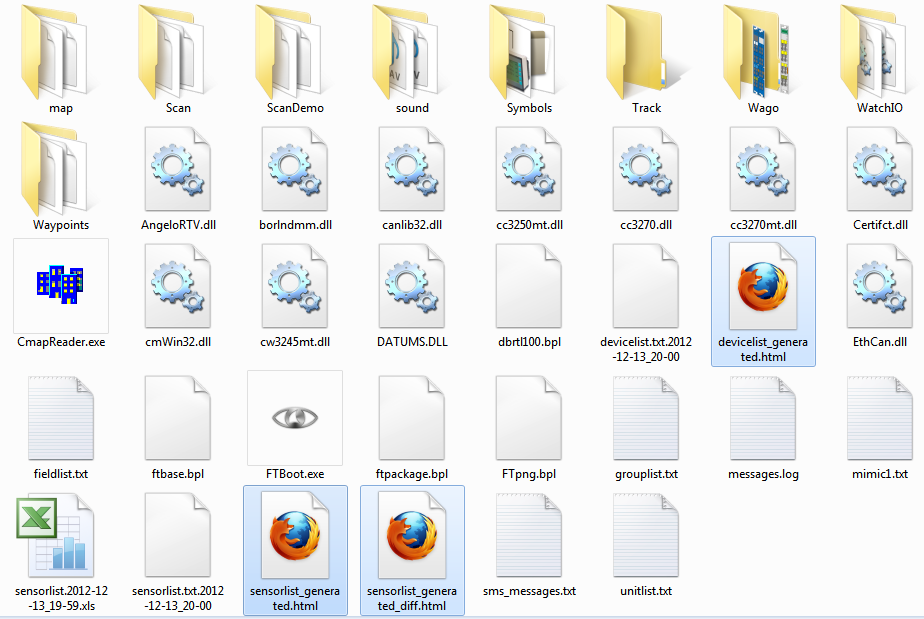 map
Scan
ScanDemo
sound
Symbols
Track
Wago
WatchIO
Waypoints
AngeloRTV.dll
borlndmm.dll
canlib32.dll
cc3250mt.dll
cc3270.dll
cc3270mt.dll
Certifct.dll
CmapReader.exe
cmWin32.dll
cw3245mt.dll
DATUMS.DLL
dbrtl100.bpl
devicelist.txt.2012
-12-13_20-00
devicelist_genera
ted.html
EthCan.dll
fieldlist.txt
ftbase.bpl
FTBoot.exe
ftpackage.bpl
FTpng.bpl
grouplist.txt
messages.log
mimic1.txt
sensorlist.2012-12
-13_19-59.xls
sensorlist.txt.2012
-12-13_20-00
sensorlist_genera
ted.html
sensorlist_genera
ted_diff.html
sms_messages.txt
unitlist.txt